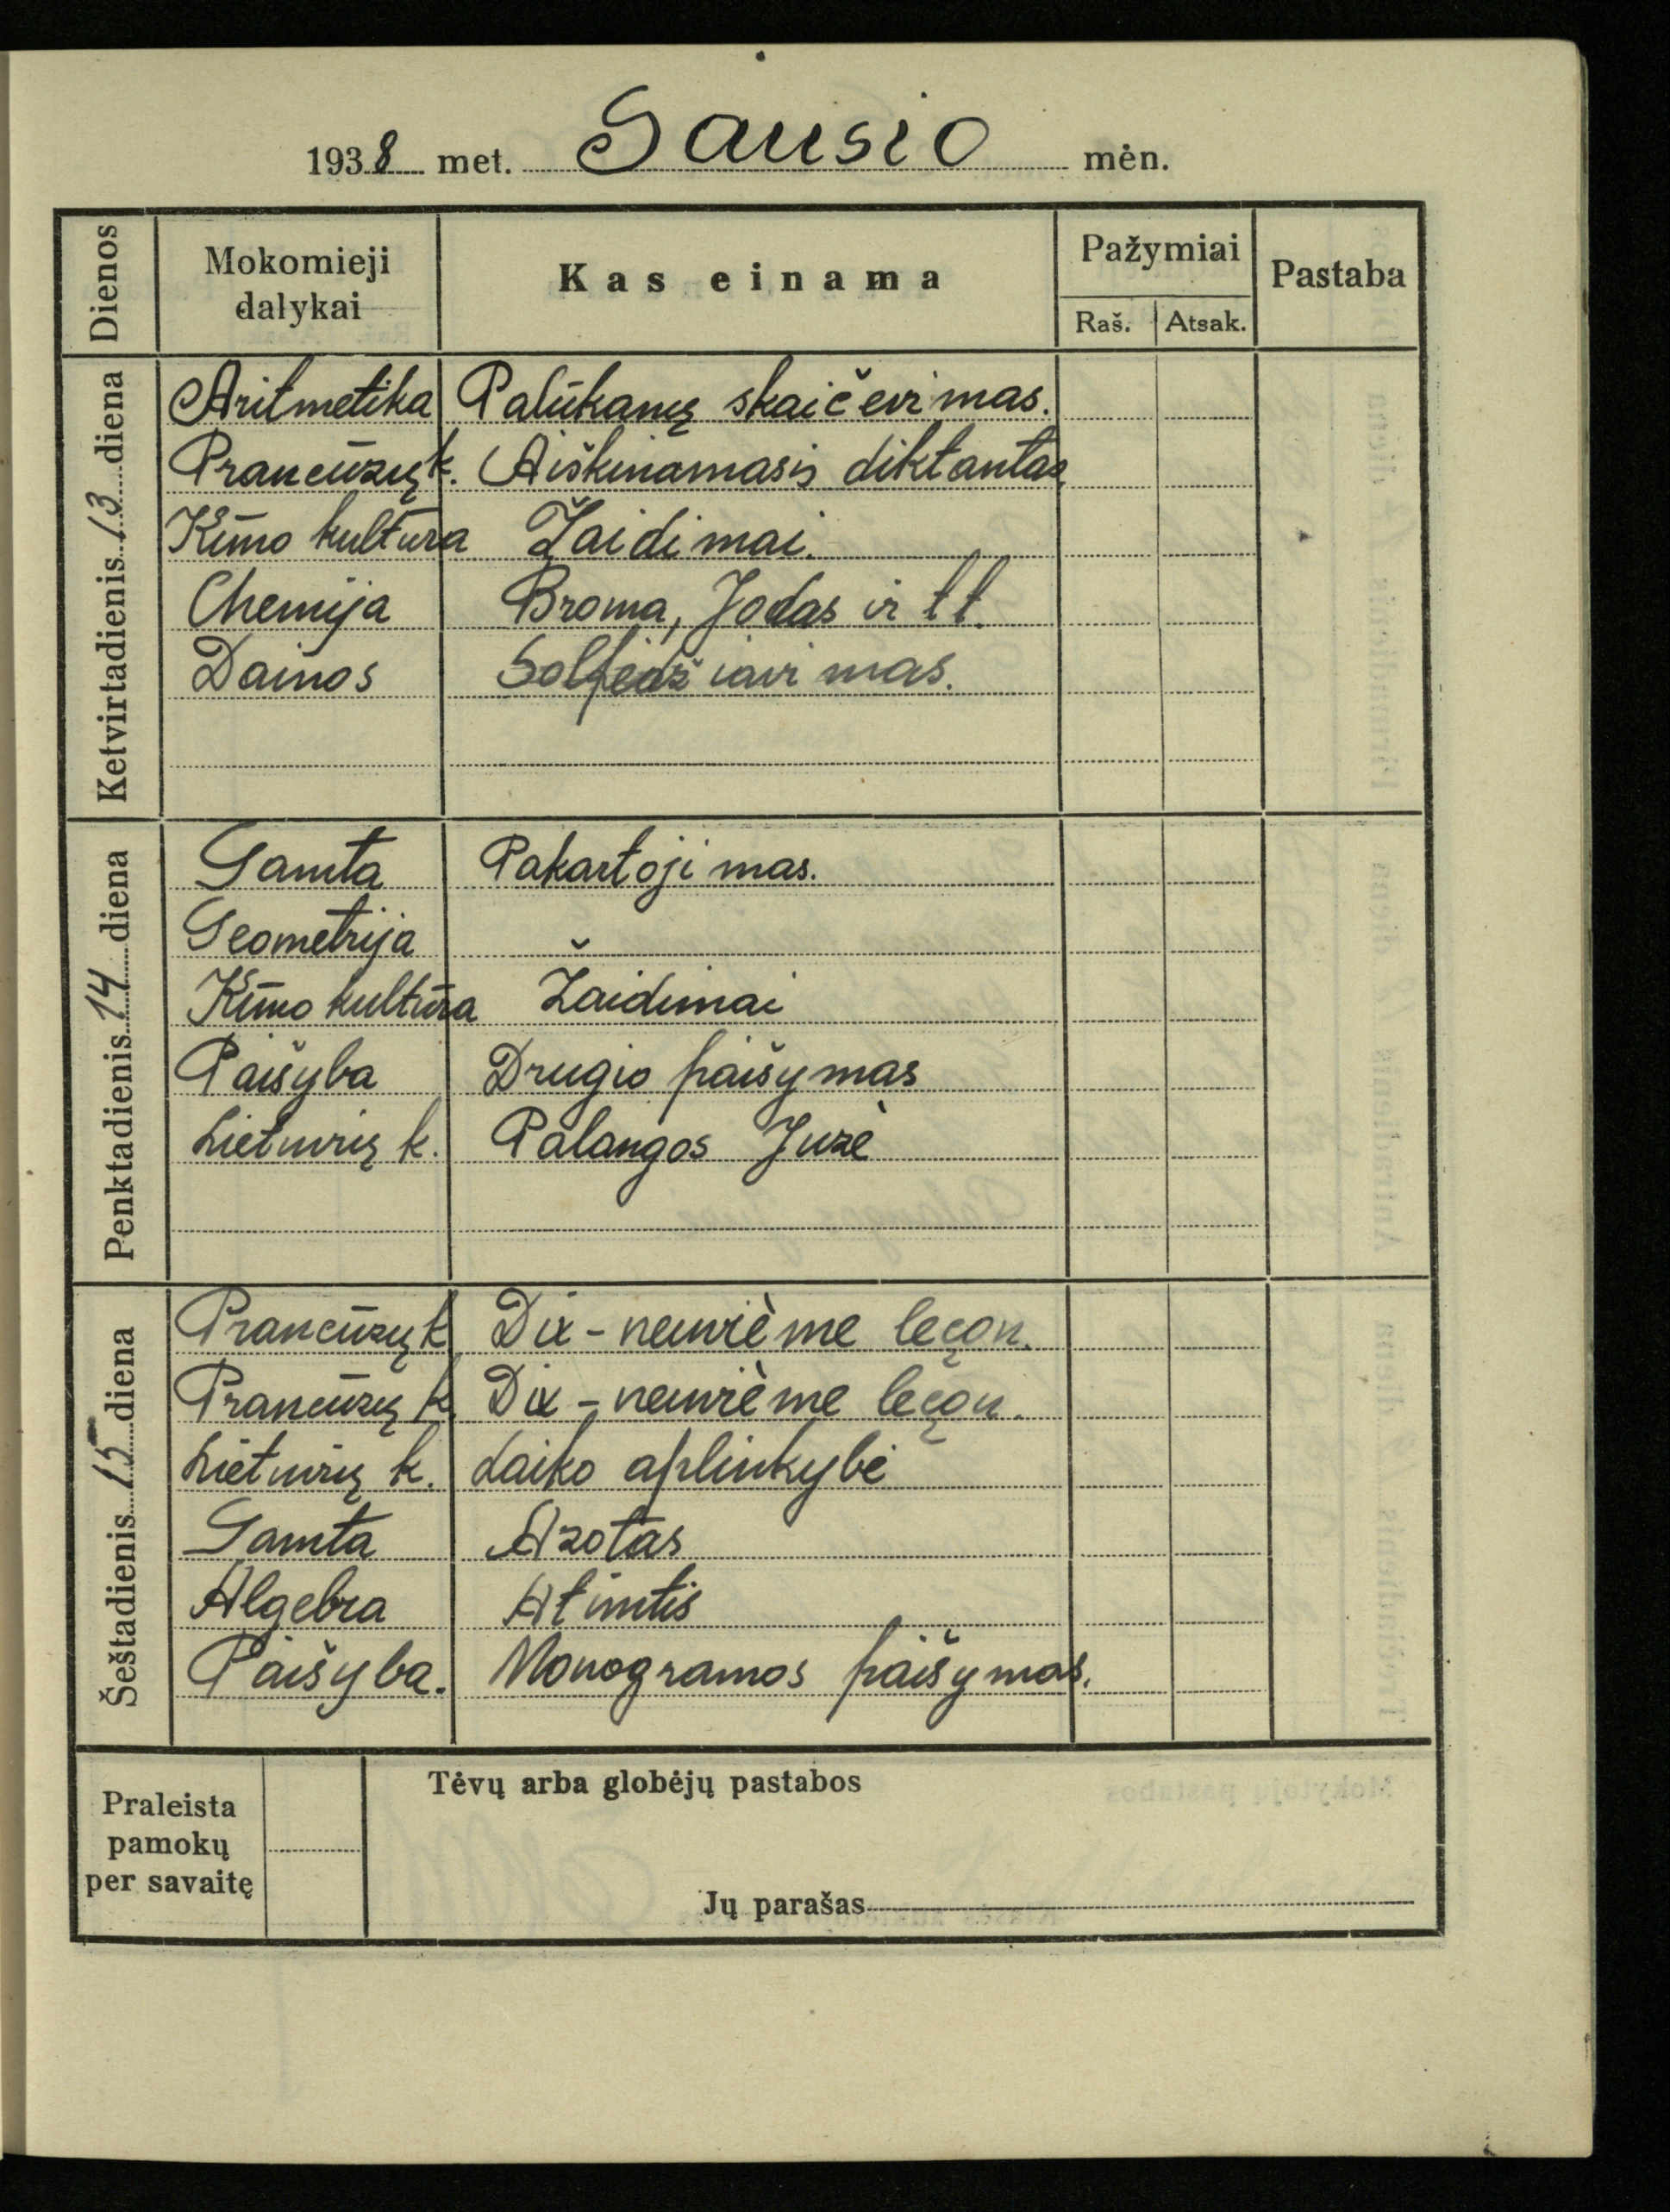 1938 met. Sausio mėn.
Dienos
Mokomieji dalykai
Kas einama
Pažymiai
Raš. Atsak.
Pastaba
Ketvirtadienis 13 diena
Aritmetika Palūkanų skaičevimas.
Prancūzų k. Aiškinamasis diktantas
Kūno kultūra Žaidimai.
Chemija Broma, Jodas ir t t.
Dainos Solfedžiavimas.
Penktadienis 14 diena
Gamta Pakartojimas.
Geometrija
Kūno kultūra Žaidimai
Paišyba Drugio paišymas
Lietuvių k. Palangos Juzė
Šeštadienis 15 diena
Prancūzų k Dix-neuvième leçon.
Prancūzų k. Dix-neuvième leçon.
Lietuvių k. Laiko aplinkybė
Gamta Azotas
Algebra Atimtis
Paišyba. Monogramos paišymas.
Praleista
pamokų
per savaitę
Tėvų arba globėjų pastabos
Jų parašas